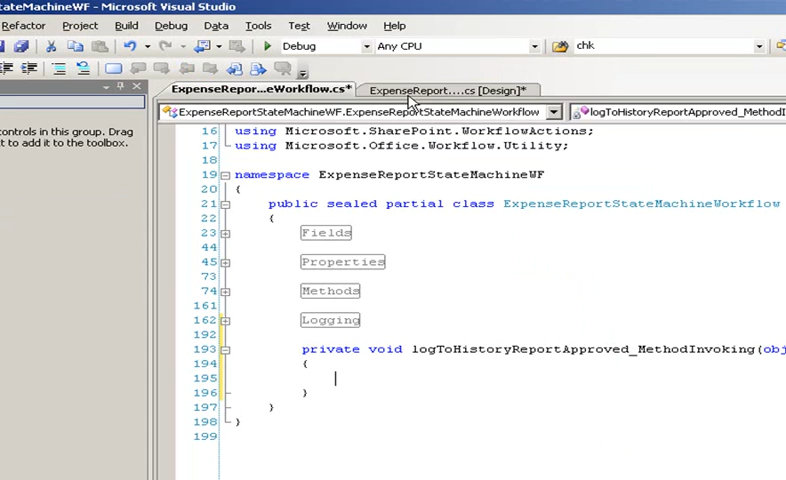 StateMachineWF - Microsoft Visual Studio
Refactor Project Build Debug Data Tools Test Window Help
Debug Any CPU chk
ExpenseRepor...eWorkflow.cs* ExpenseReport....cs [Design]*
ExpenseReportStateMachineWF.ExpenseReportStateMachineWorkflow logToHistoryReportApproved_MethodI
controls in this group. Drag
t to add it to the toolbox.
16 using Microsoft.SharePoint.WorkflowActions;
17 using Microsoft.Office.Workflow.Utility;
18
19 namespace ExpenseReportStateMachineWF
20 {
21 public sealed partial class ExpenseReportStateMachineWorkflow
22 {
23 Fields
44
45 Properties
73
74 Methods
161
162 Logging
192
193 private void logToHistoryReportApproved_MethodInvoking(obj
194 {
195
196 }
197 }
198 }
199